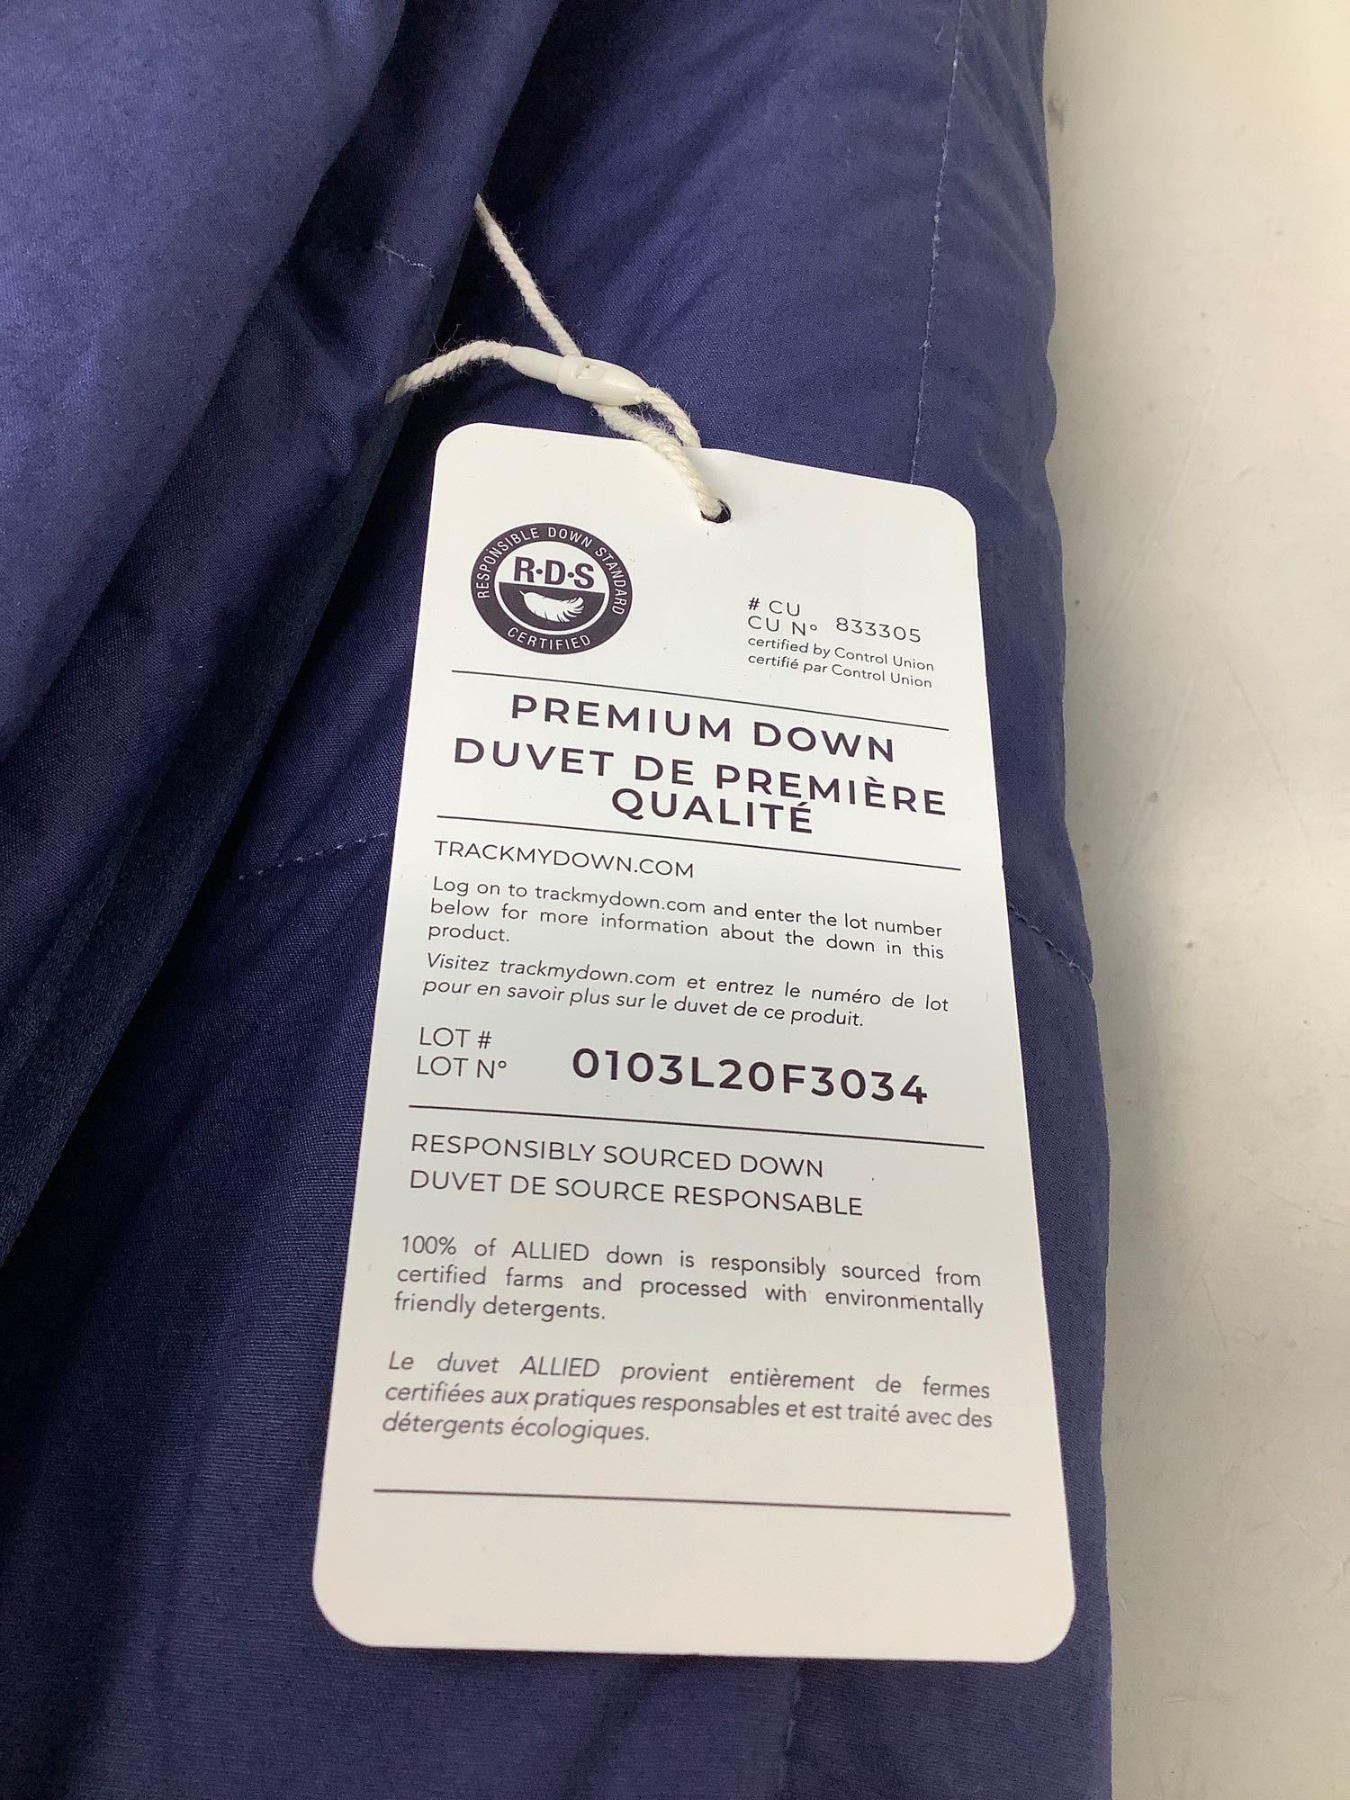 RESPONSIBLE DOWN STANDARD
R·D·S
CERTIFIED
# CU
CU Nº 833305
certified by Control Union
certifié par Control Union
PREMIUM DOWN
DUVET DE PREMIÈRE
QUALITÉ
TRACKMYDOWN.COM
Log on to trackmydown.com and enter the lot number
below for more information about the down in this
product.
Visitez trackmydown.com et entrez le numéro de lot
pour en savoir plus sur le duvet de ce produit.
LOT #
LOT Nº 0103L20F3034
RESPONSIBLY SOURCED DOWN
DUVET DE SOURCE RESPONSABLE
100% of ALLIED down is responsibly sourced from
certified farms and processed with environmentally
friendly detergents.
Le duvet ALLIED provient entièrement de fermes
certifiées aux pratiques responsables et est traité avec des
détergents écologiques.